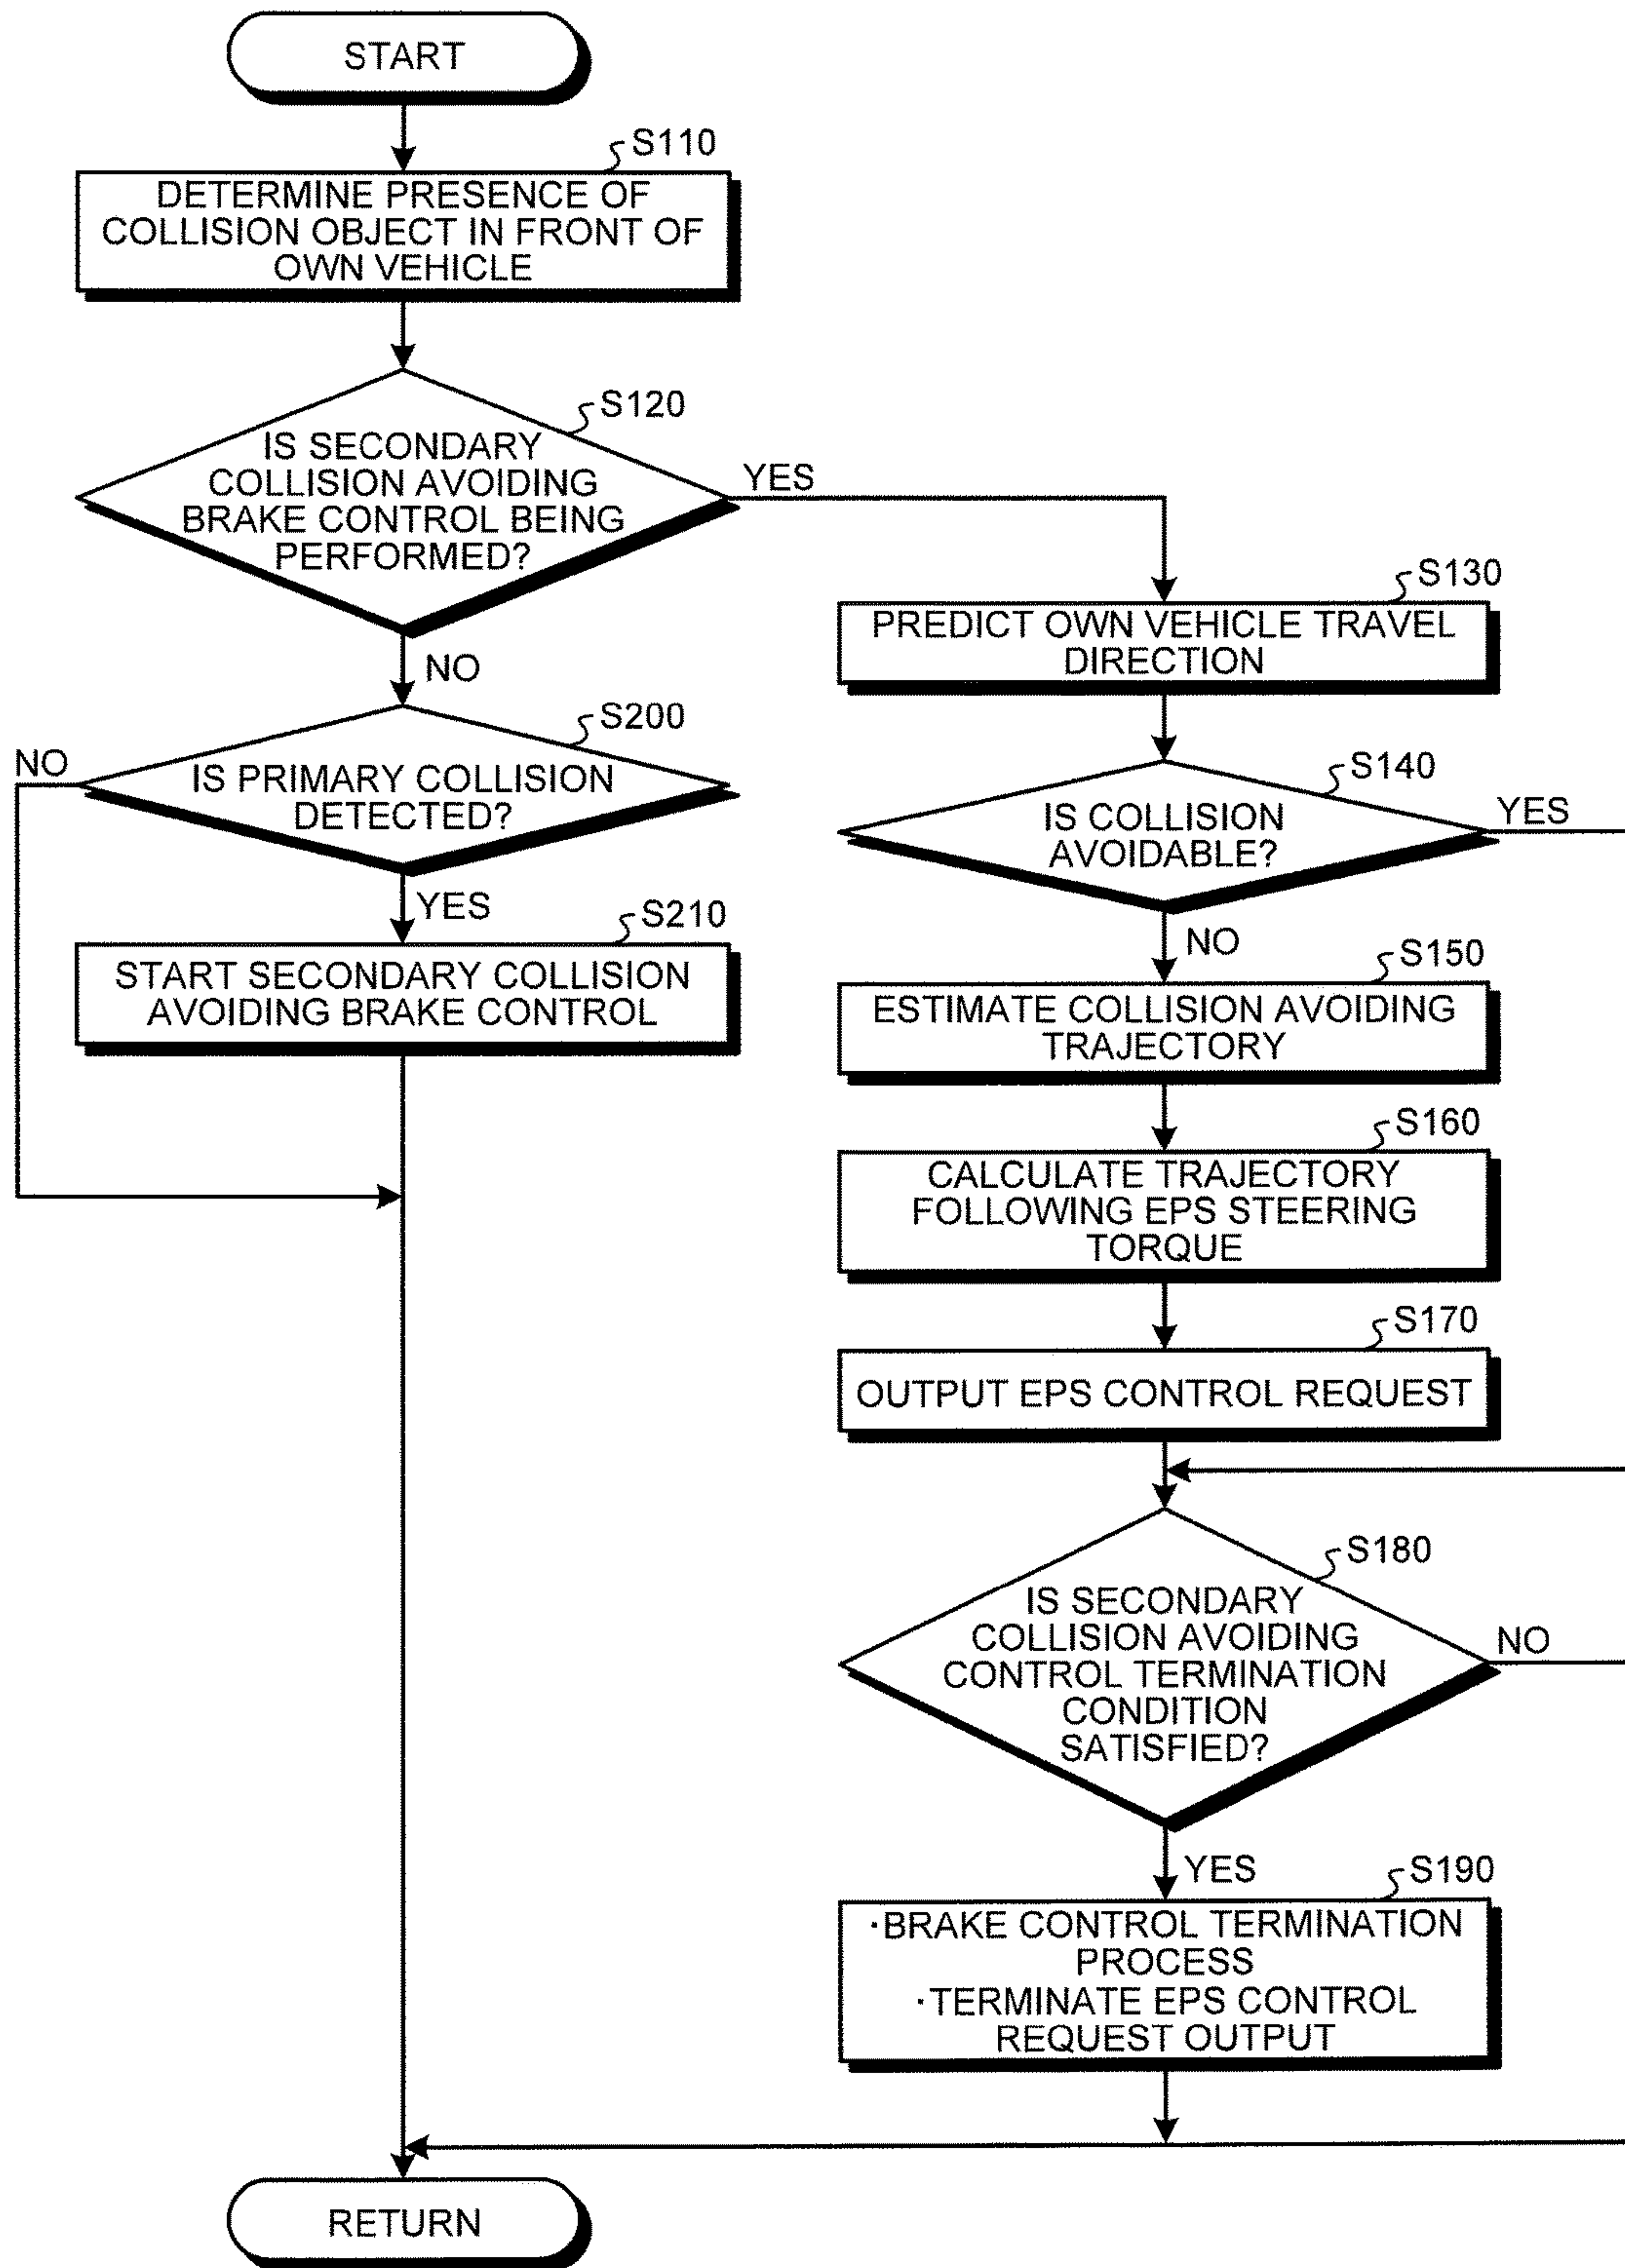 START
S110
DETERMINE PRESENCE OF
COLLISION OBJECT IN FRONT OF
OWN VEHICLE
S120
IS SECONDARY
COLLISION AVOIDING
BRAKE CONTROL BEING
PERFORMED?
YES
NO
S200
IS PRIMARY COLLISION
DETECTED?
NO
YES
S210
START SECONDARY COLLISION
AVOIDING BRAKE CONTROL
S130
PREDICT OWN VEHICLE TRAVEL
DIRECTION
S140
IS COLLISION
AVOIDABLE?
YES
NO
S150
ESTIMATE COLLISION AVOIDING
TRAJECTORY
S160
CALCULATE TRAJECTORY
FOLLOWING EPS STEERING
TORQUE
S170
OUTPUT EPS CONTROL REQUEST
S180
IS SECONDARY
COLLISION AVOIDING
CONTROL TERMINATION
CONDITION
SATISFIED?
NO
YES
S190
·BRAKE CONTROL TERMINATION
PROCESS
·TERMINATE EPS CONTROL
REQUEST OUTPUT
RETURN